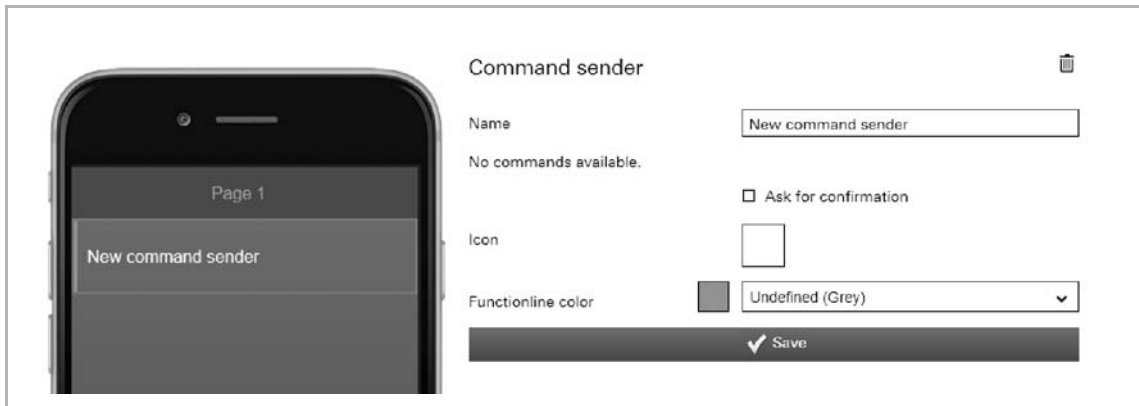 Page 1
New command sender
Command sender
Name
New command sender
No commands available.
Ask for confirmation
Icon
Functionline color
Undefined (Grey)
Save